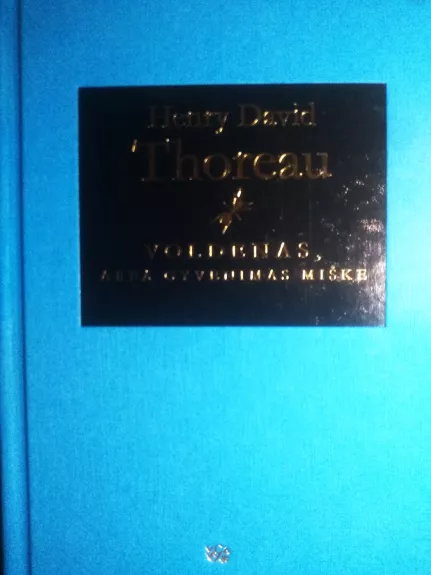 Henry David
Thoreau
VOLDENAS,
ARBA GYVENIMAS MIŠKE